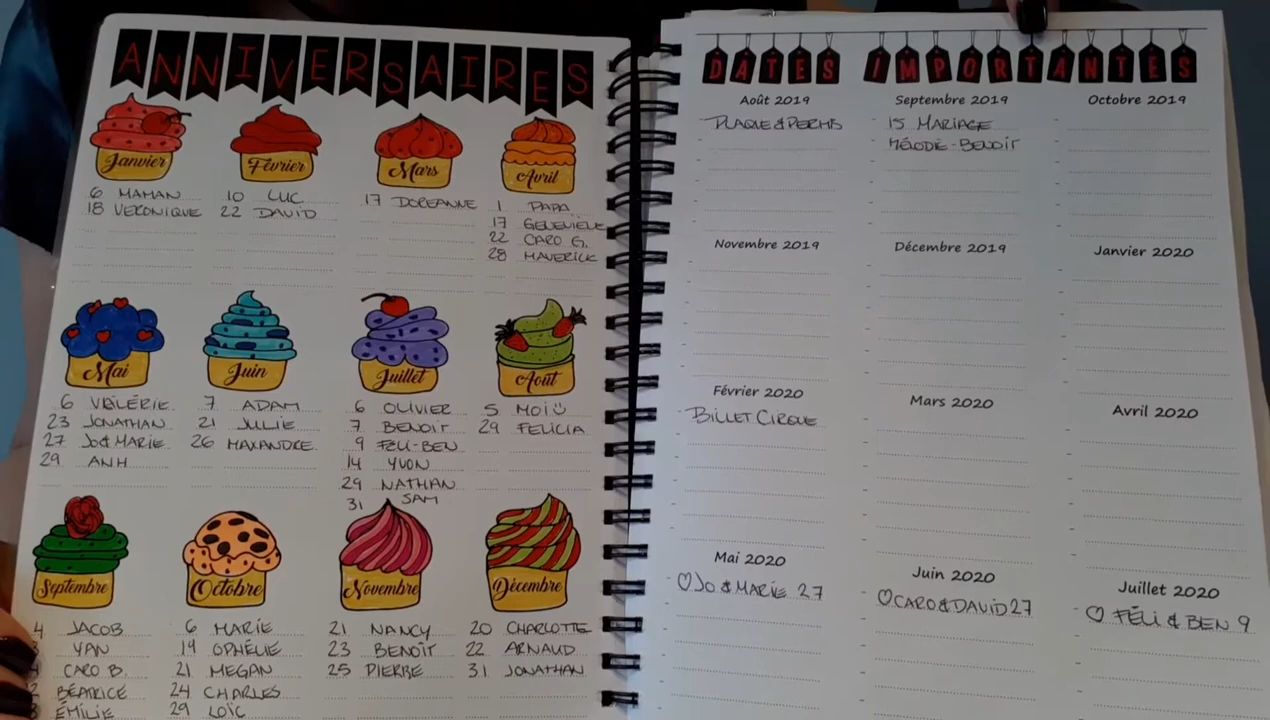 ANNIVERSAIRES
Janvier
6 MAMAN
18 VERONIQUE
Février
10 LUC
22 DAVID
Mars
17 DOREANNE
Avril
1 PAPA
17 GENEVIÈVE
22 CARO G.
28 MAVERICK
Mai
6 VALÉRIE
23 JONATHAN
27 JO & MARIE
29 ANH
Juin
7 ADAM
21 JULIE
26 MAXANDRE
Juillet
6 OLIVIER
7 BENOIT
9 FÉLI-BEN
14 YVON
29 NATHAN
31 SAM
Août
5 MOI
29 FELICIA
Septembre
4 JACOB
YAN
CARO B.
BÉATRICE
ÉMILIE
Octobre
6 MARIE
19 OPHÉLIE
21 MEGAN
24 CHARLES
29 LOÏC
Novembre
21 NANCY
23 BENOÎT
25 PIERRE
Décembre
20 CHARLOTTE
22 ARNAUD
31 JONATHAN
DATES IMPORTANTES
Août 2019
PLAQUE & PERMIS
Septembre 2019
15 MARIAGE
MÉLODIE-BENOIT
Octobre 2019
Novembre 2019
Décembre 2019
Janvier 2020
Février 2020
BILLET CIRQUE
Mars 2020
Avril 2020
Mai 2020
♡ JO & MARIE 27
Juin 2020
♡ CARO & DAVID 27
Juillet 2020
♡ FÉLI & BEN 9